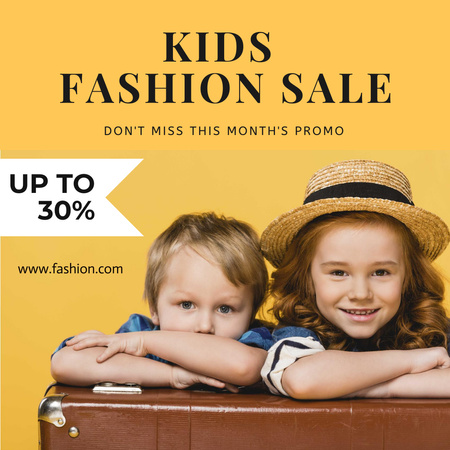 KIDS
FASHION SALE
DON'T MISS THIS MONTH'S PROMO
UP TO
30%
www.fashion.com